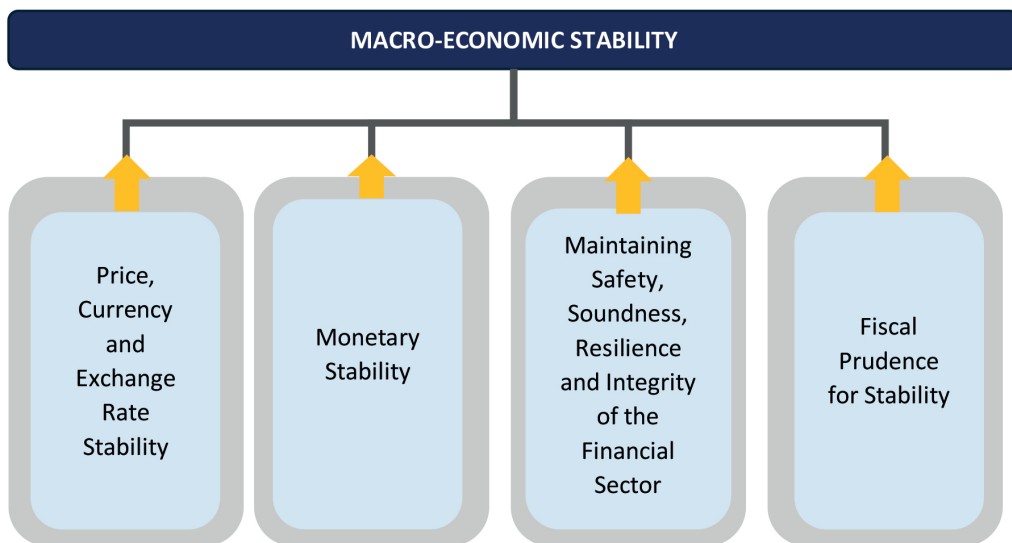 MACRO-ECONOMIC STABILITY
Price,
Currency
and
Exchange
Rate
Stability
Monetary
Stability
Maintaining
Safety,
Soundness,
Resilience
and Integrity
of the
Financial
Sector
Fiscal
Prudence
for Stability